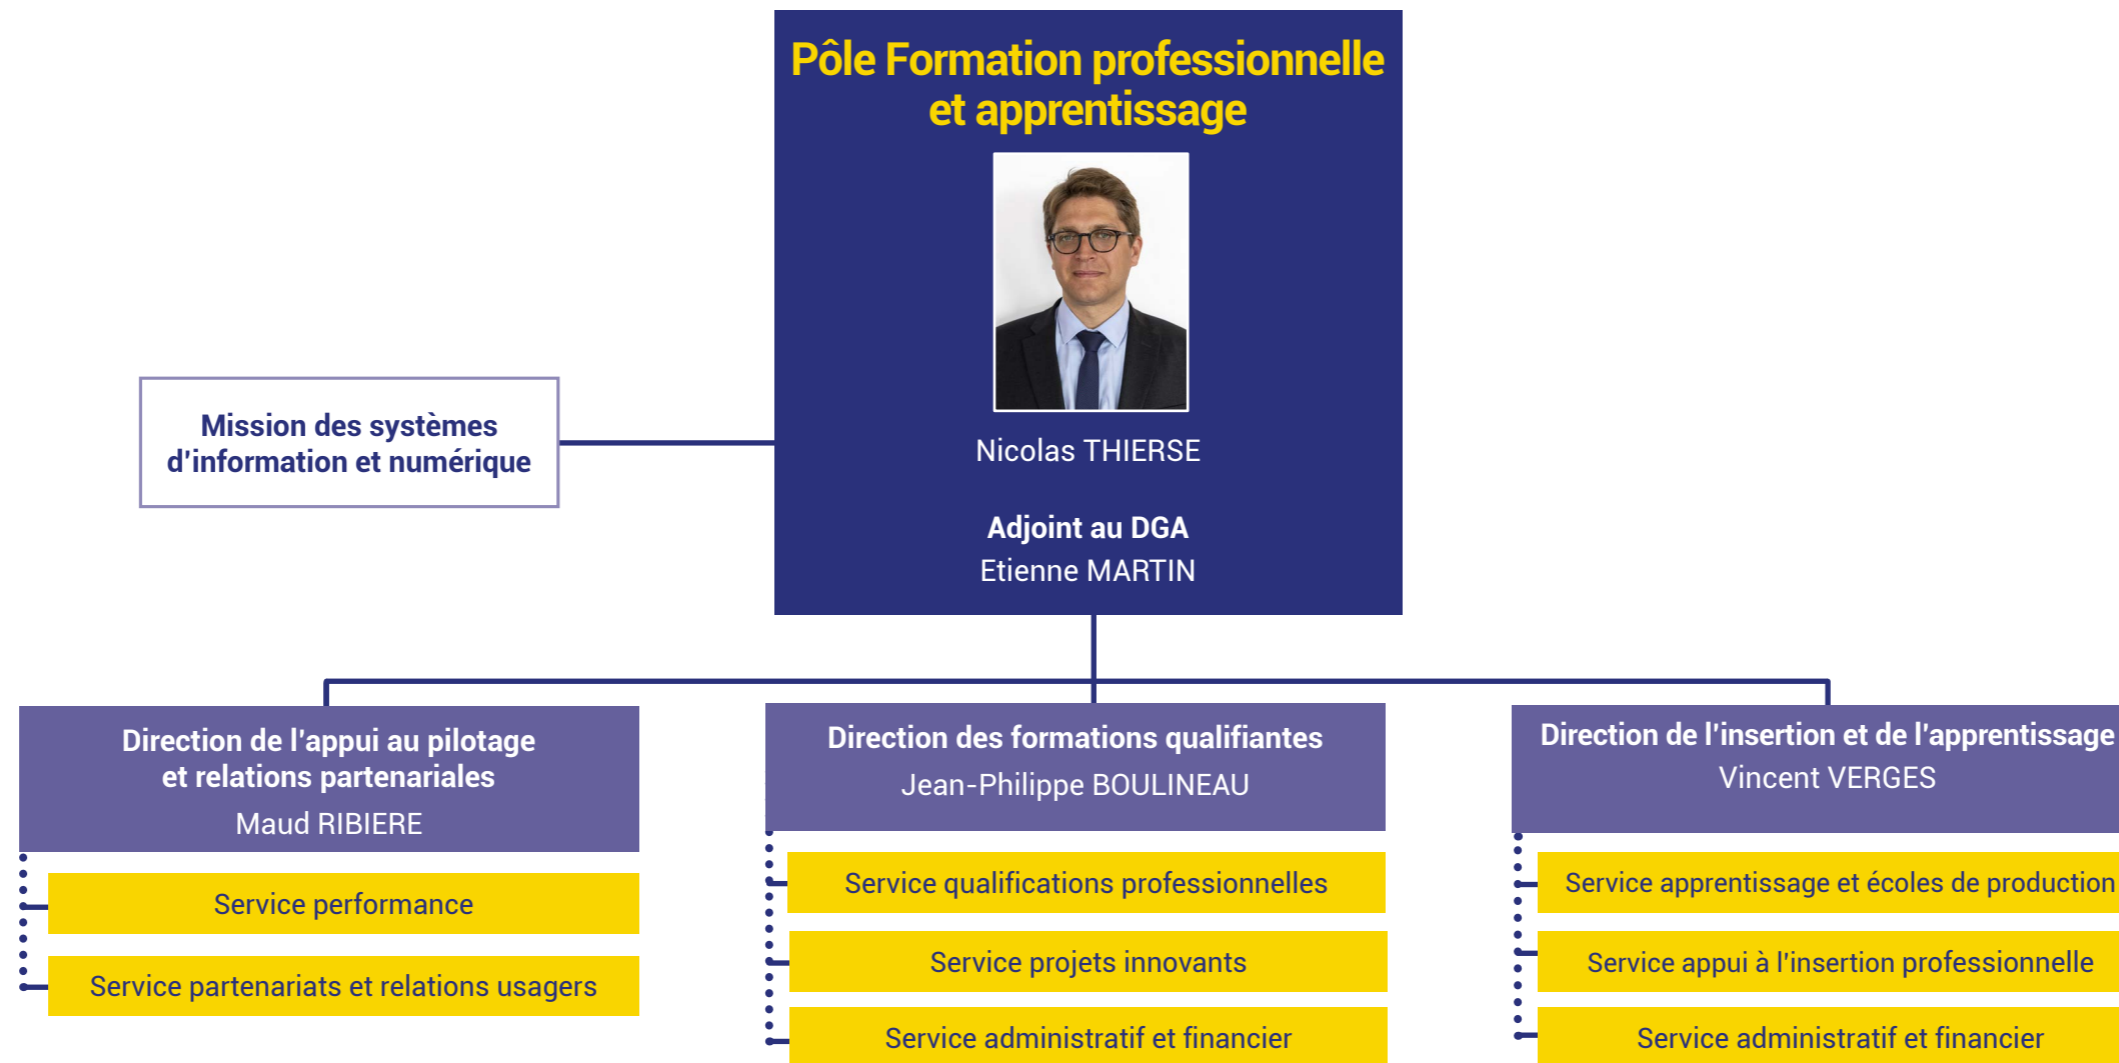 Pôle Formation professionnelle
et apprentissage
Nicolas THIERSE
Adjoint au DGA
Etienne MARTIN
Mission des systèmes
d'information et numérique
Direction de l'appui au pilotage
et relations partenariales
Maud RIBIERE
Service performance
Service partenariats et relations usagers
Direction des formations qualifiantes
Jean-Philippe BOULINEAU
Service qualifications professionnelles
Service projets innovants
Service administratif et financier
Direction de l'insertion et de l'apprentissage
Vincent VERGES
Service apprentissage et écoles de production
Service appui à l'insertion professionnelle
Service administratif et financier